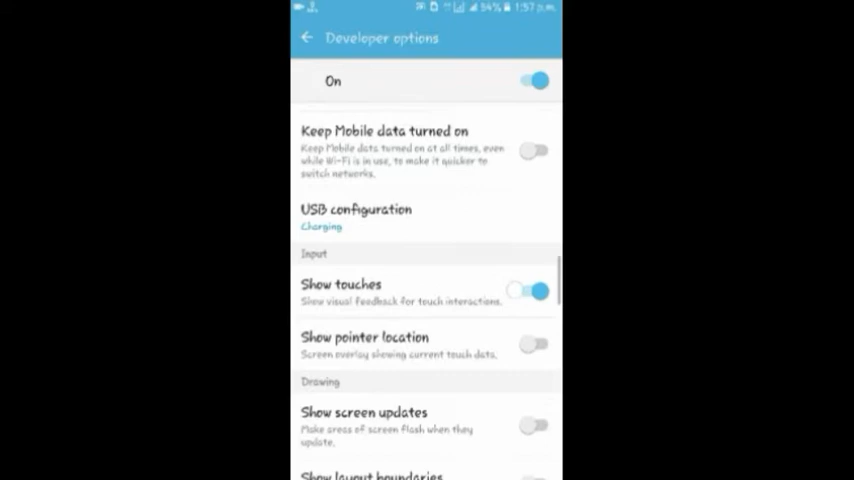 54% 1:57 p.m.
Developer options
On
Keep Mobile data turned on
Keep Mobile data turned on at all times, even
while Wi-Fi is in use, to make it quicker to
switch networks.
USB configuration
Charging
Input
Show touches
Show visual feedback for touch interactions.
Show pointer location
Screen overlay showing current touch data.
Drawing
Show screen updates
Make areas of screen flash when they
update.
Show layout boundaries